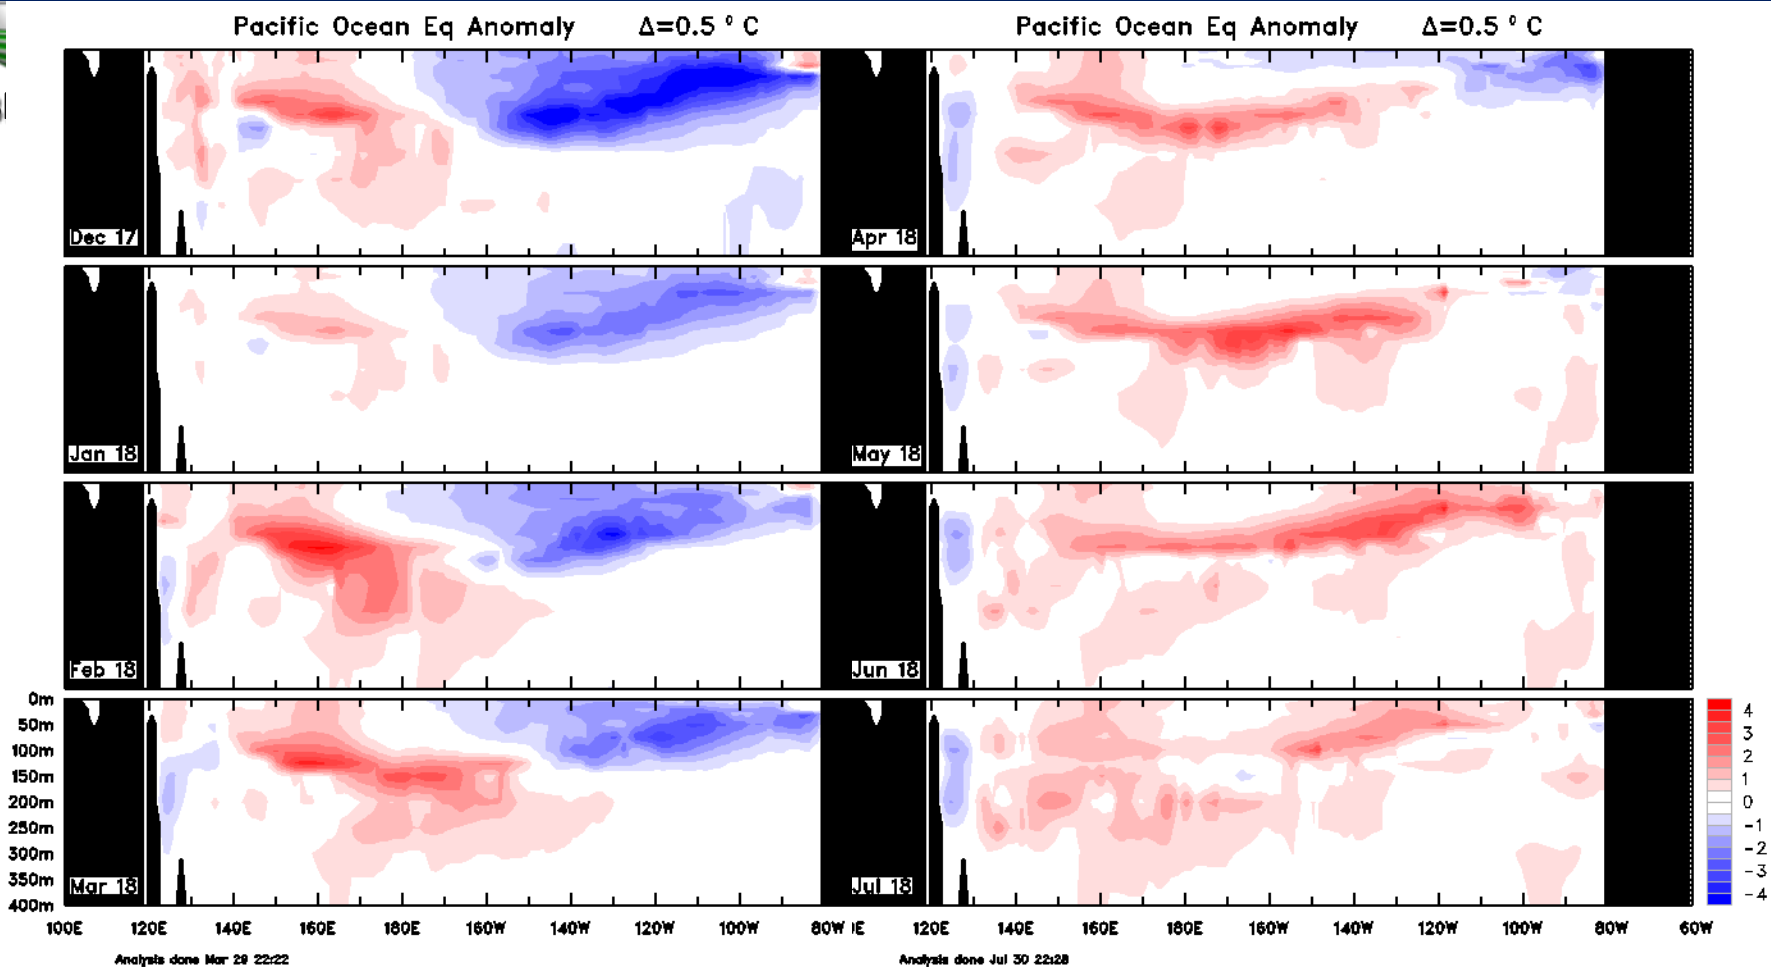 Pacific Ocean Eq Anomaly Δ=0.5 ° C
Pacific Ocean Eq Anomaly Δ=0.5 ° C
Dec 17
Apr 18
Jan 18
May 18
Feb 18
Jun 18
Mar 18
Jul 18
0m
50m
100m
150m
200m
250m
300m
350m
400m
4
3
2
1
0
-1
-2
-3
-4
100E 120E 140E 160E 180E 160W 140W 120W 100W 80W
120E 140E 160E 180E 160W 140W 120W 100W 80W 60W
Analysis done Mar 29 22:22
Analysis done Jul 30 22:28